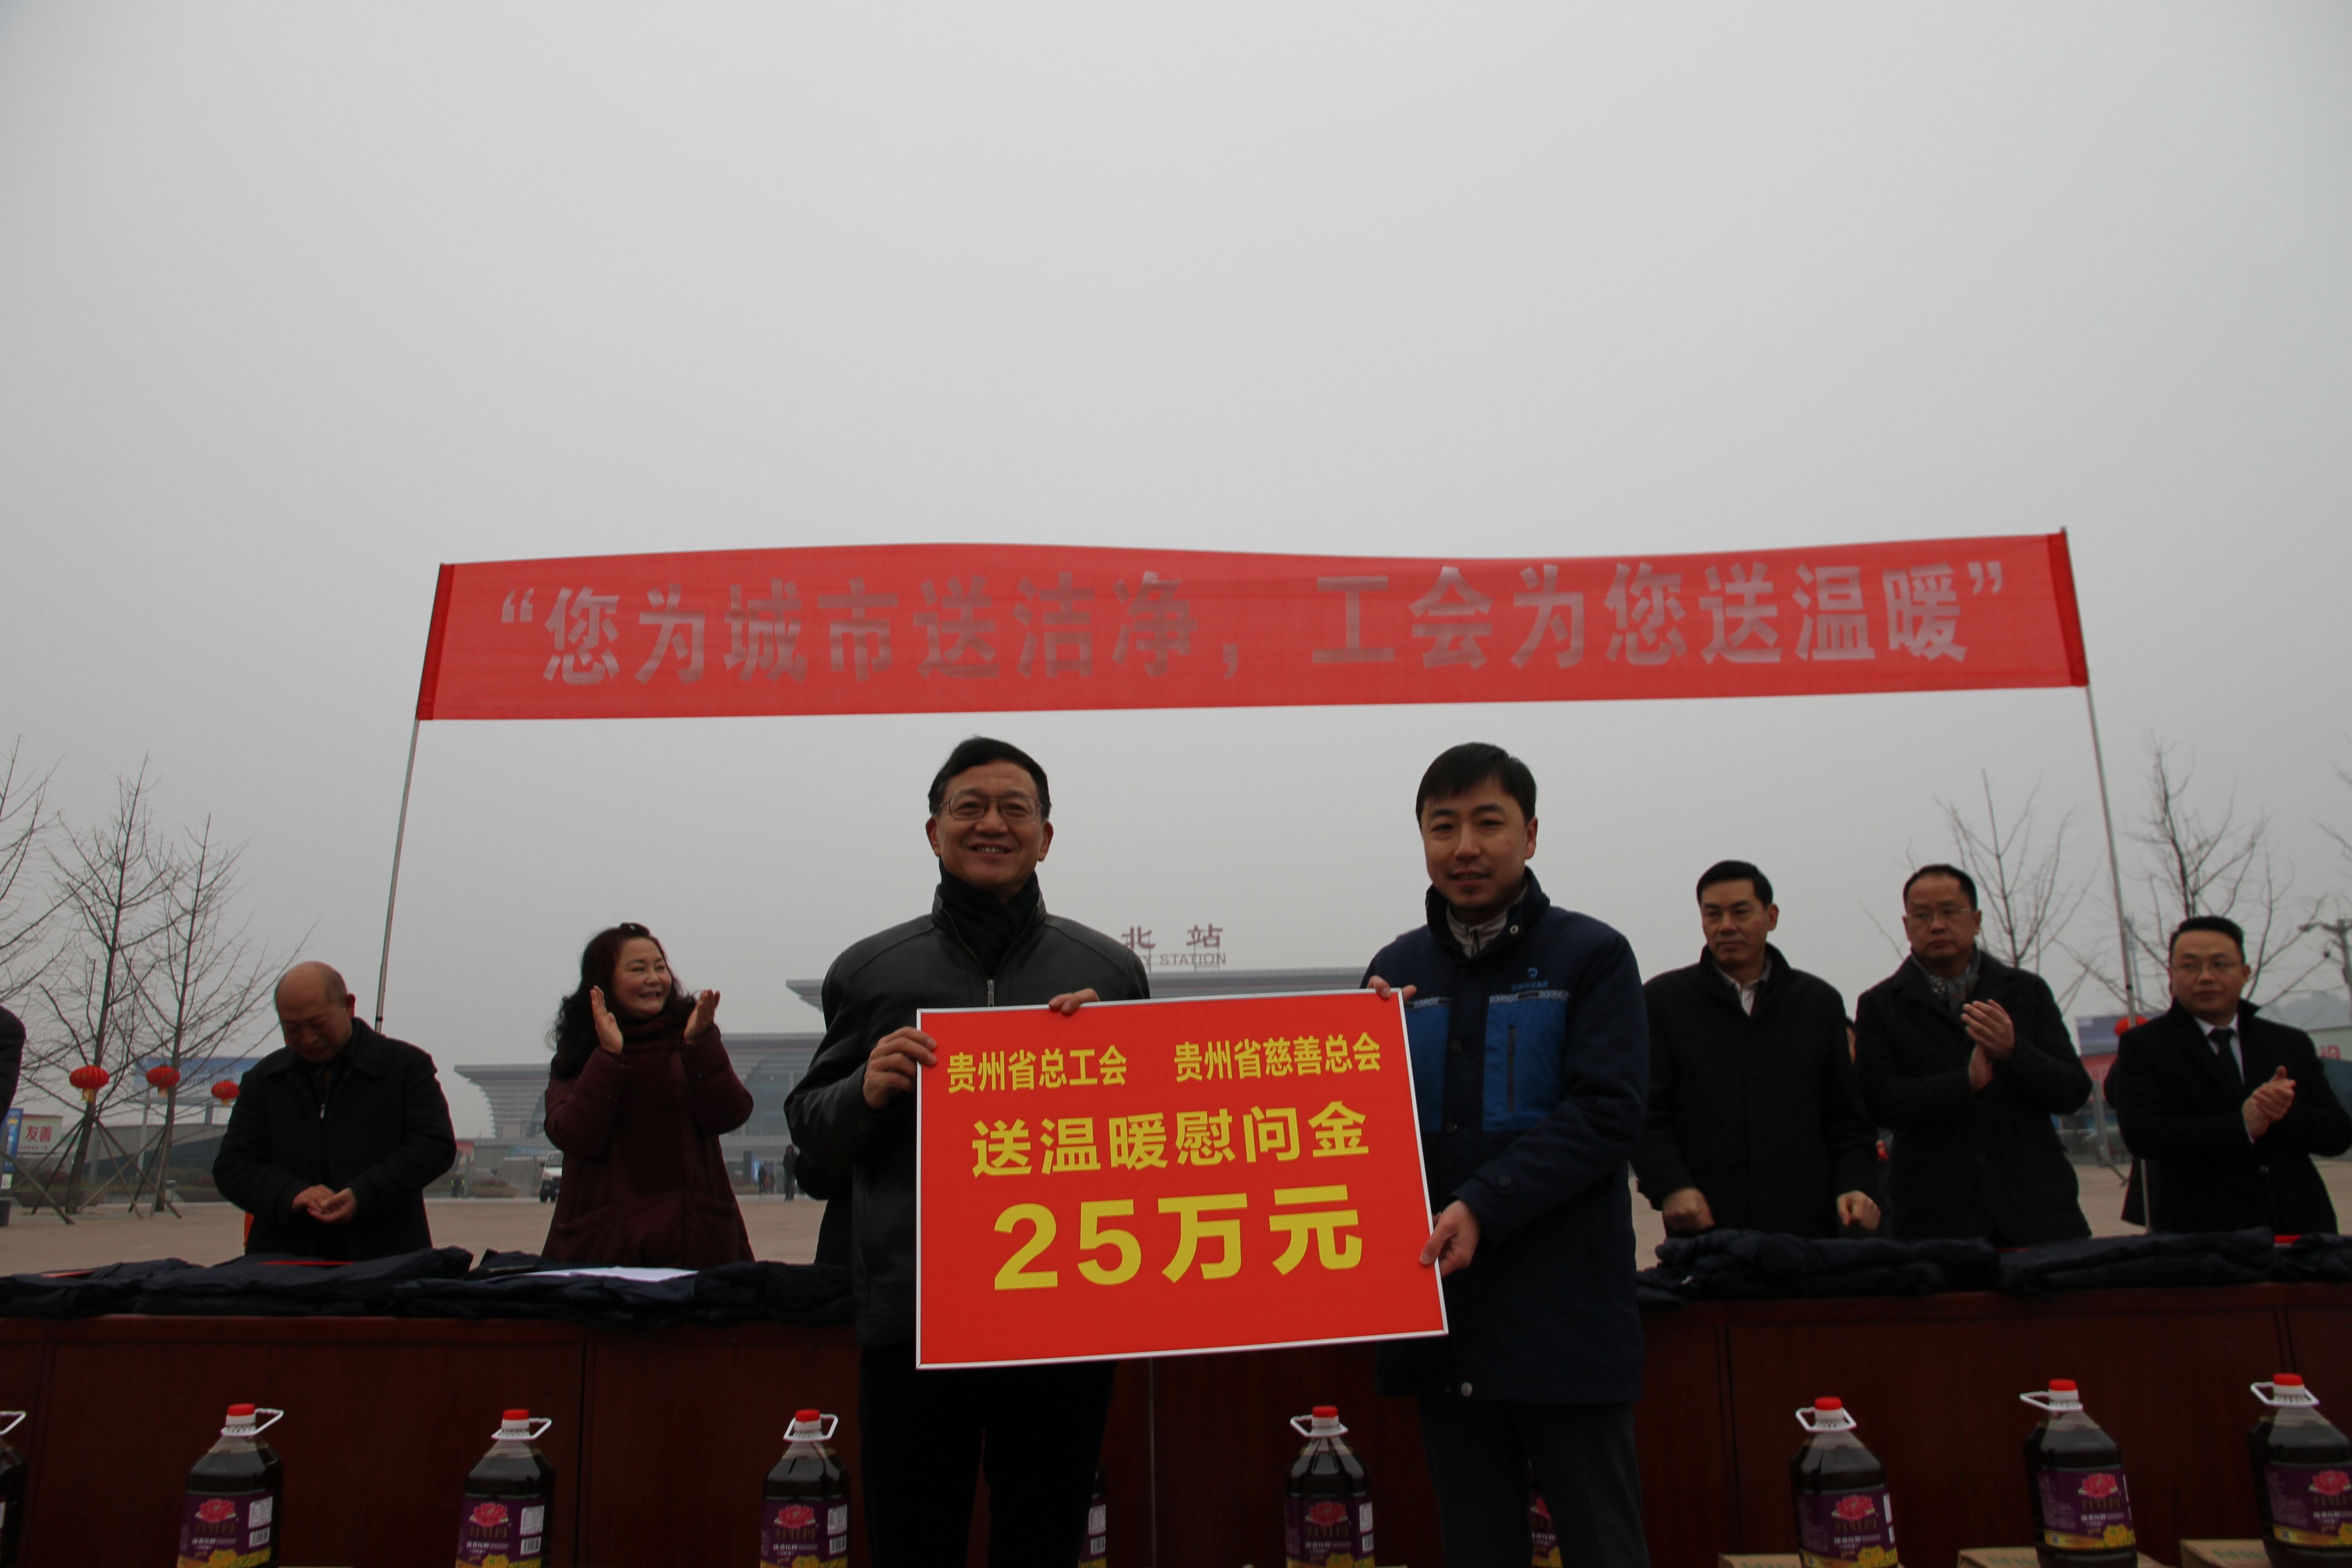 “您为城市送洁净，工会为您送温暖”
北站
STATION
贵州省总工会 贵州省慈善总会
送温暖慰问金
25万元
友善